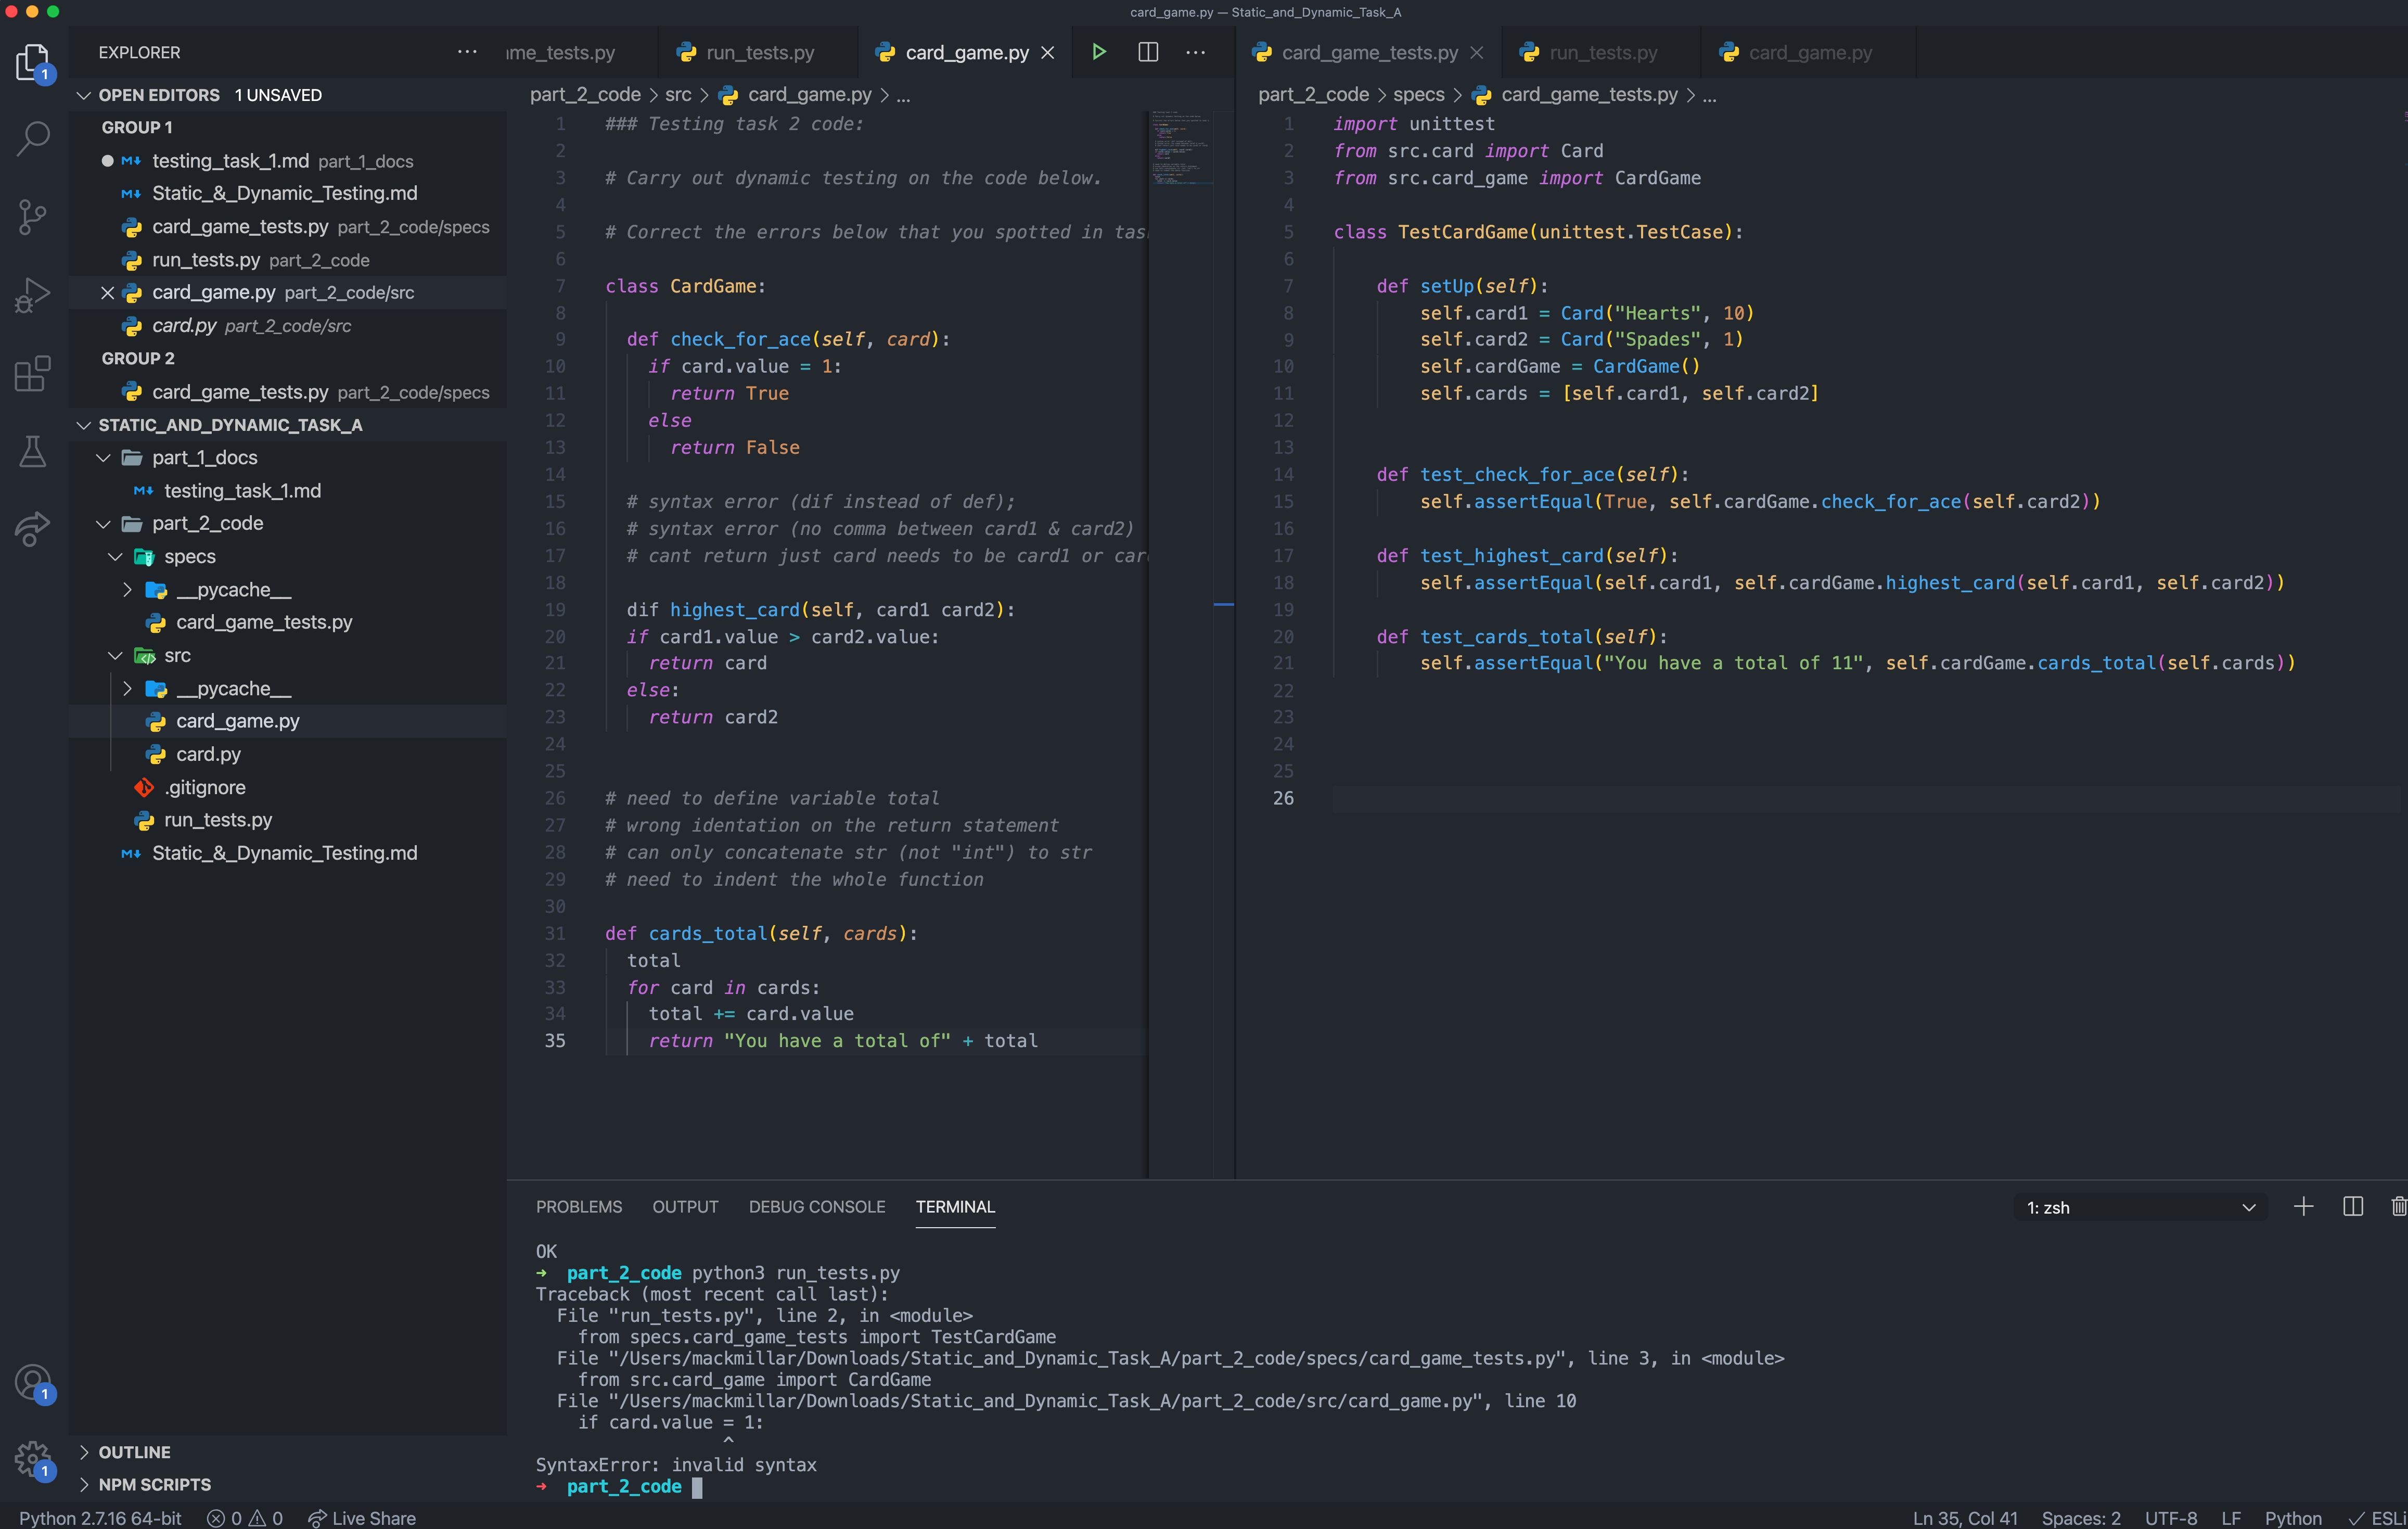 card_game.py — Static_and_Dynamic_Task_A
EXPLORER
me_tests.py
run_tests.py
card_game.py
card_game_tests.py
run_tests.py
card_game.py
1
OPEN EDITORS 1 UNSAVED
GROUP 1
testing_task_1.md part_1_docs
Static_&_Dynamic_Testing.md
card_game_tests.py part_2_code/specs
run_tests.py part_2_code
card_game.py part_2_code/src
card.py part_2_code/src
GROUP 2
card_game_tests.py part_2_code/specs
STATIC_AND_DYNAMIC_TASK_A
part_1_docs
testing_task_1.md
part_2_code
specs
__pycache__
card_game_tests.py
src
__pycache__
card_game.py
card.py
.gitignore
run_tests.py
Static_&_Dynamic_Testing.md
OUTLINE
NPM SCRIPTS
1
1
part_2_code > src > card_game.py > ...
1 ### Testing task 2 code:
2
3 # Carry out dynamic testing on the code below.
4
5 # Correct the errors below that you spotted in tas
6
7 class CardGame:
8
9 def check_for_ace(self, card):
10 if card.value = 1:
11 return True
12 else
13 return False
14
15 # syntax error (dif instead of def);
16 # syntax error (no comma between card1 & card2)
17 # cant return just card needs to be card1 or car
18
19 dif highest_card(self, card1 card2):
20 if card1.value > card2.value:
21 return card
22 else:
23 return card2
24
25
26 # need to define variable total
27 # wrong identation on the return statement
28 # can only concatenate str (not "int") to str
29 # need to indent the whole function
30
31 def cards_total(self, cards):
32 total
33 for card in cards:
34 total += card.value
35 return "You have a total of" + total
part_2_code > specs > card_game_tests.py > ...
1 import unittest
2 from src.card import Card
3 from src.card_game import CardGame
4
5 class TestCardGame(unittest.TestCase):
6
7 def setUp(self):
8 self.card1 = Card("Hearts", 10)
9 self.card2 = Card("Spades", 1)
10 self.cardGame = CardGame()
11 self.cards = [self.card1, self.card2]
12
13
14 def test_check_for_ace(self):
15 self.assertEqual(True, self.cardGame.check_for_ace(self.card2))
16
17 def test_highest_card(self):
18 self.assertEqual(self.card1, self.cardGame.highest_card(self.card1, self.card2))
19
20 def test_cards_total(self):
21 self.assertEqual("You have a total of 11", self.cardGame.cards_total(self.cards))
22
23
24
25
26
PROBLEMS OUTPUT DEBUG CONSOLE TERMINAL
1: zsh
OK
➜ part_2_code python3 run_tests.py
Traceback (most recent call last):
File "run_tests.py", line 2, in <module>
from specs.card_game_tests import TestCardGame
File "/Users/mackmillar/Downloads/Static_and_Dynamic_Task_A/part_2_code/specs/card_game_tests.py", line 3, in <module>
from src.card_game import CardGame
File "/Users/mackmillar/Downloads/Static_and_Dynamic_Task_A/part_2_code/src/card_game.py", line 10
if card.value = 1:
^
SyntaxError: invalid syntax
➜ part_2_code
Python 2.7.16 64-bit 0 0 Live Share
Ln 35, Col 41 Spaces: 2 UTF-8 LF Python ESLi